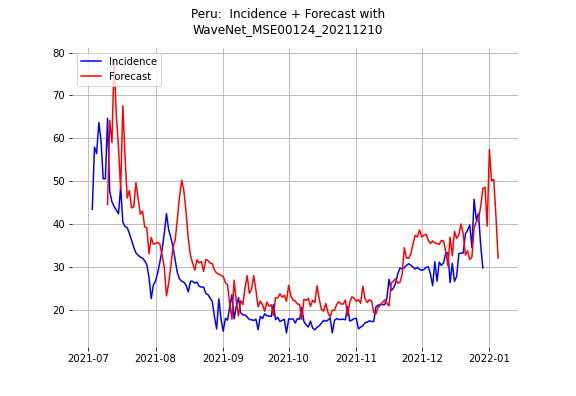 Peru:  Incidence + Forecast with
WaveNet_MSE00124_20211210
80
70
60
50
40
30
20
Incidence
Forecast
2021-07 2021-08 2021-09 2021-10 2021-11 2021-12 2022-01